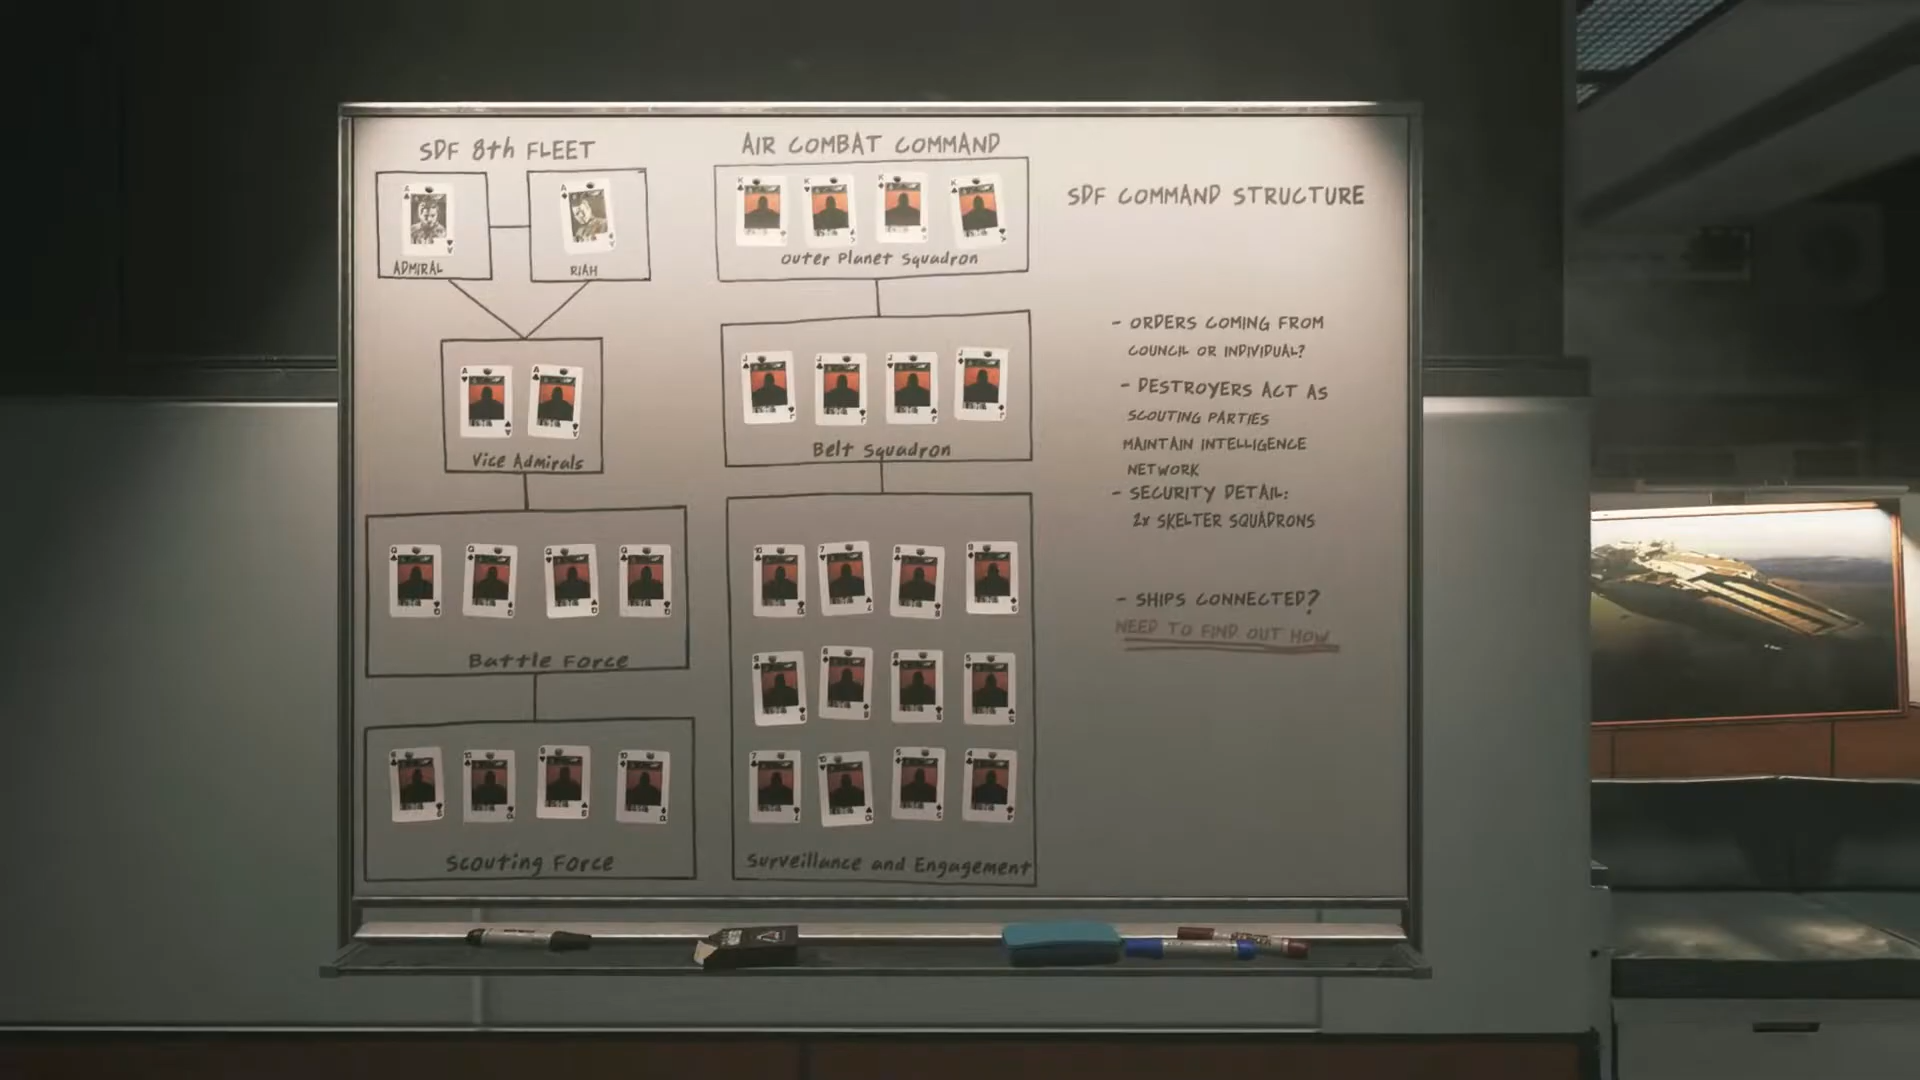 SDF 8th FLEET
ADMIRAL
RIAH
Vice Admirals
Battle Force
Scouting Force
AIR COMBAT COMMAND
Outer Planet Squadron
Belt Squadron
Surveillance and Engagement
SDF COMMAND STRUCTURE
- ORDERS COMING FROM
COUNCIL OR INDIVIDUAL?
- DESTROYERS ACT AS
SCOUTING PARTIES
MAINTAIN INTELLIGENCE
NETWORK
- SECURITY DETAIL:
2x SKELTER SQUADRONS
- SHIPS CONNECTED?
NEED TO FIND OUT HOW